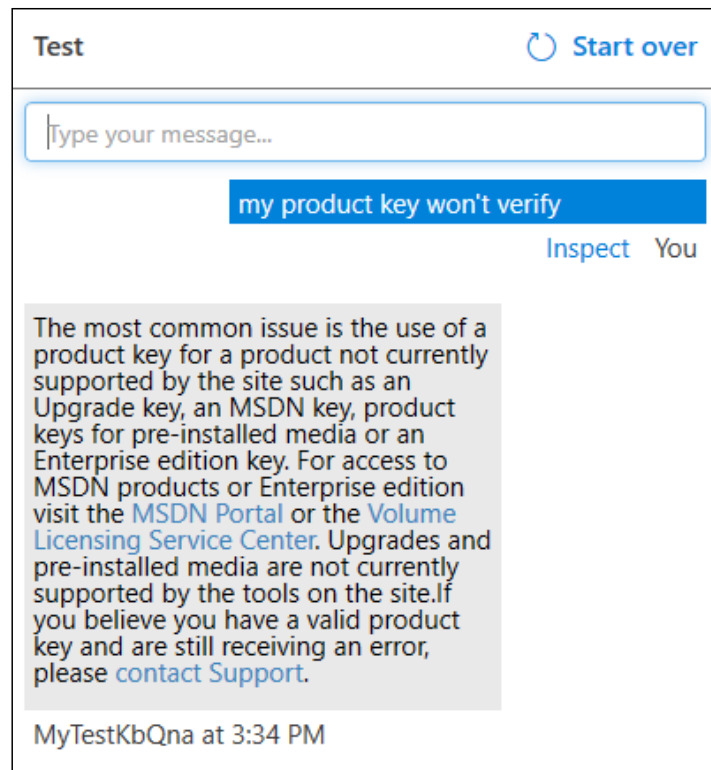 Test
Start over
Type your message...
my product key won't verify
Inspect You
The most common issue is the use of a
product key for a product not currently
supported by the site such as an
Upgrade key, an MSDN key, product
keys for pre-installed media or an
Enterprise edition key. For access to
MSDN products or Enterprise edition
visit the MSDN Portal or the Volume
Licensing Service Center. Upgrades and
pre-installed media are not currently
supported by the tools on the site.If
you believe you have a valid product
key and are still receiving an error,
please contact Support.
MyTestKbQna at 3:34 PM